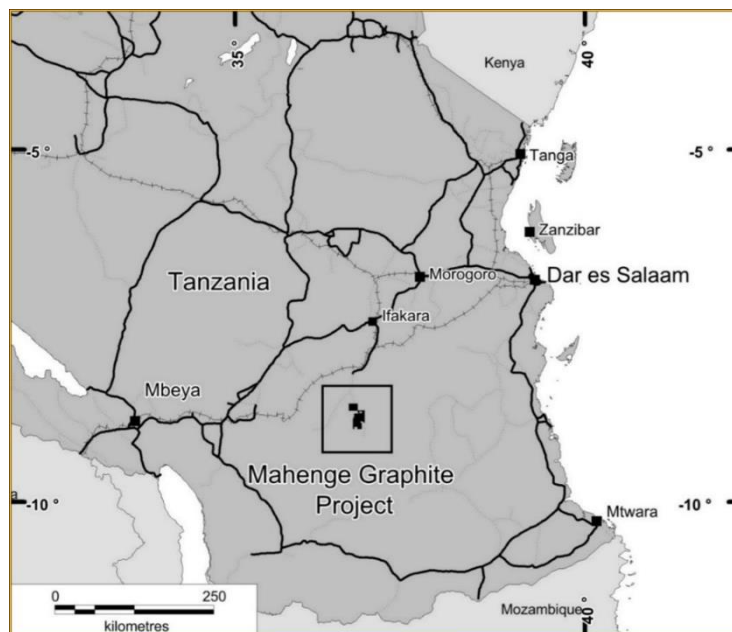 35
40
Kenya
-5 °
-5 °
Tanga
Zanzibar
Tanzania
Morogoro
Dar es Salaam
Ifakara
Mbeya
Mahenge Graphite
Project
-10 °
-10 °
Mtwara
0
250
kilometres
Mozambique
40